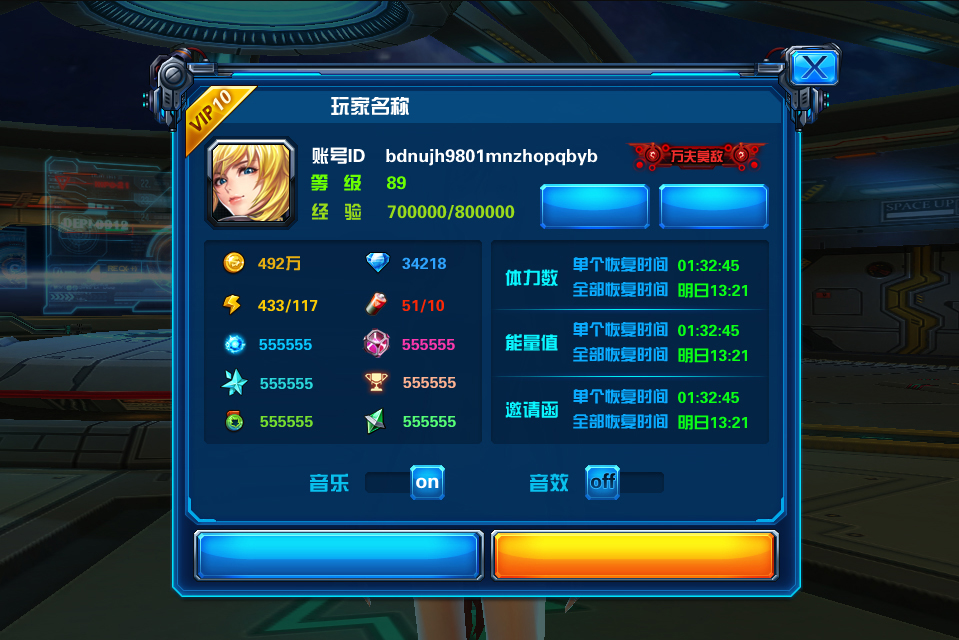 VIP10
玩家名称
X
账号ID bdnujh9801mnzhopqbyb
万夫莫敌
等 级 89
经 验 700000/800000
SPACE UP
492万 34218
433/117 51/10
555555 555555
555555 555555
555555 555555
体力数
单个恢复时间 01:32:45
全部恢复时间 明日13:21
能量值
单个恢复时间 01:32:45
全部恢复时间 明日13:21
邀请函
单个恢复时间 01:32:45
全部恢复时间 明日13:21
音乐 on
音效 off